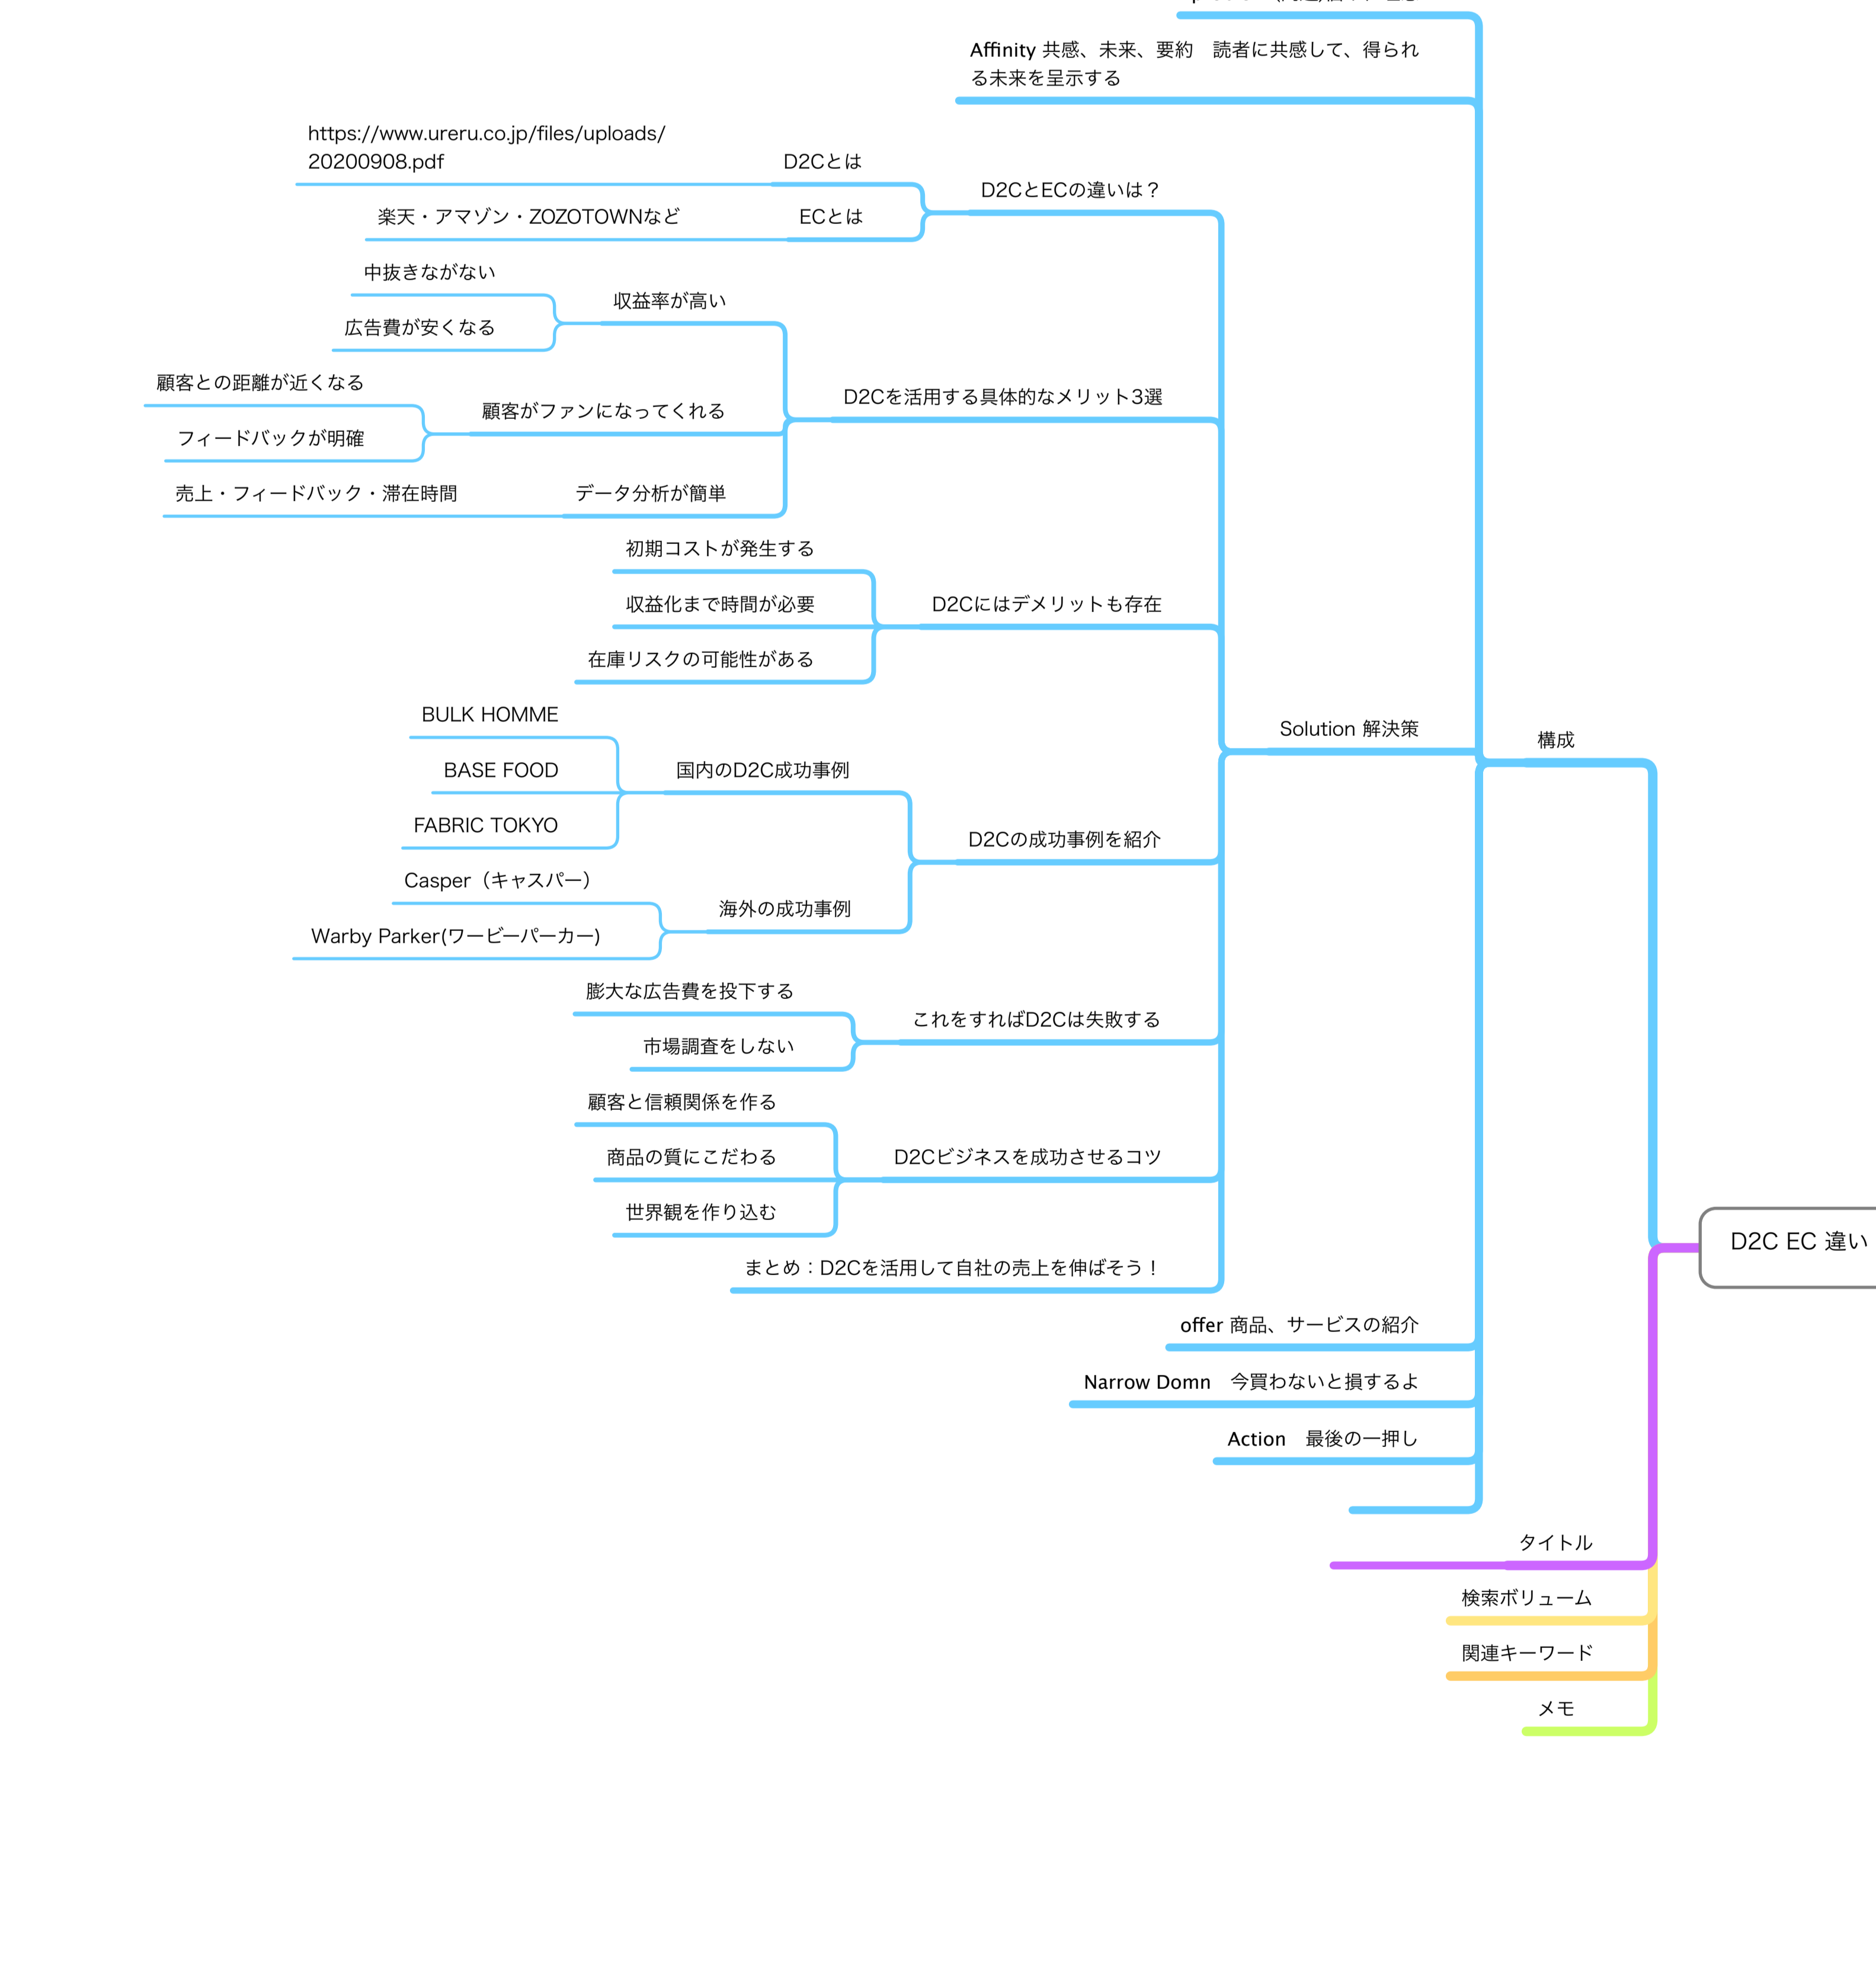 Affinity 共感、未来、要約　読者に共感して、得られ
る未来を呈示する
https://www.ureru.co.jp/files/uploads/
20200908.pdf
D2Cとは
D2CとECの違いは？
楽天・アマゾン・ZOZOTOWNなど
ECとは
中抜きながない
収益率が高い
広告費が安くなる
顧客との距離が近くなる
D2Cを活用する具体的なメリット3選
顧客がファンになってくれる
フィードバックが明確
売上・フィードバック・滞在時間
データ分析が簡単
初期コストが発生する
収益化まで時間が必要
D2Cにはデメリットも存在
在庫リスクの可能性がある
BULK HOMME
Solution 解決策
構成
BASE FOOD
国内のD2C成功事例
FABRIC TOKYO
D2Cの成功事例を紹介
Casper（キャスパー）
海外の成功事例
Warby Parker(ワービーパーカー)
膨大な広告費を投下する
これをすればD2Cは失敗する
市場調査をしない
顧客と信頼関係を作る
商品の質にこだわる
D2Cビジネスを成功させるコツ
世界観を作り込む
D2C EC 違い
まとめ：D2Cを活用して自社の売上を伸ばそう！
offer 商品、サービスの紹介
Narrow Domn　今買わないと損するよ
Action　最後の一押し
タイトル
検索ボリューム
関連キーワード
メモ